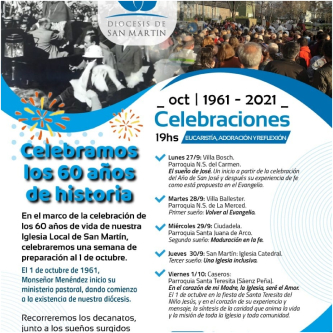 DIOCESIS DE
SAN MARTIN
_ oct | 1961 - 2021 _
Celebraciones
19hs EUCARISTÍA, ADORACIÓN Y REFLEXIÓN
Celebramos
los 60 años
de historia
En el marco de la celebración de
los 60 años de vida de nuestra
Iglesia Local de San Martín,
celebraremos una semana de
preparación al 1 de octubre.
El 1 de octubre de 1961,
Monseñor Menéndez inicio su
ministerio pastoral, dando comienzo
a la existencia de nuestra diócesis.
Recorreremos los decanatos,
junto a los sueños surgidos
Lunes 27/9: Villa Bosch.
Parroquia N.S. del Carmen.
El sueño de José. Un inicio a partir de la celebración
del Año de San José y después su experiencia de fe
como está propuesto en el Evangelio.
Martes 28/9: Villa Ballester.
Parroquia N.S. de La Merced.
Primer sueño: Volver al Evangelio.
Miércoles 29/9: Ciudadela.
Parroquia Santa Juana de Arco.
Segundo sueño: Maduración en la fe.
Jueves 30/9: San Martín: Iglesia Catedral.
Tercer sueño: Una Iglesia inclusiva.
Viernes 1/10: Caseros:
Parroquia Santa Teresita (Sáenz Peña).
En el corazón de mi Madre, la Iglesia, seré el Amor.
El 1 de octubre en la fiesta de Santa Teresita del
Niño Jesús, y en el corazón de su experiencia y
mensaje, la síntesis de la caridad que animar la vida
y la misión de toda la Iglesia y toda comunidad.